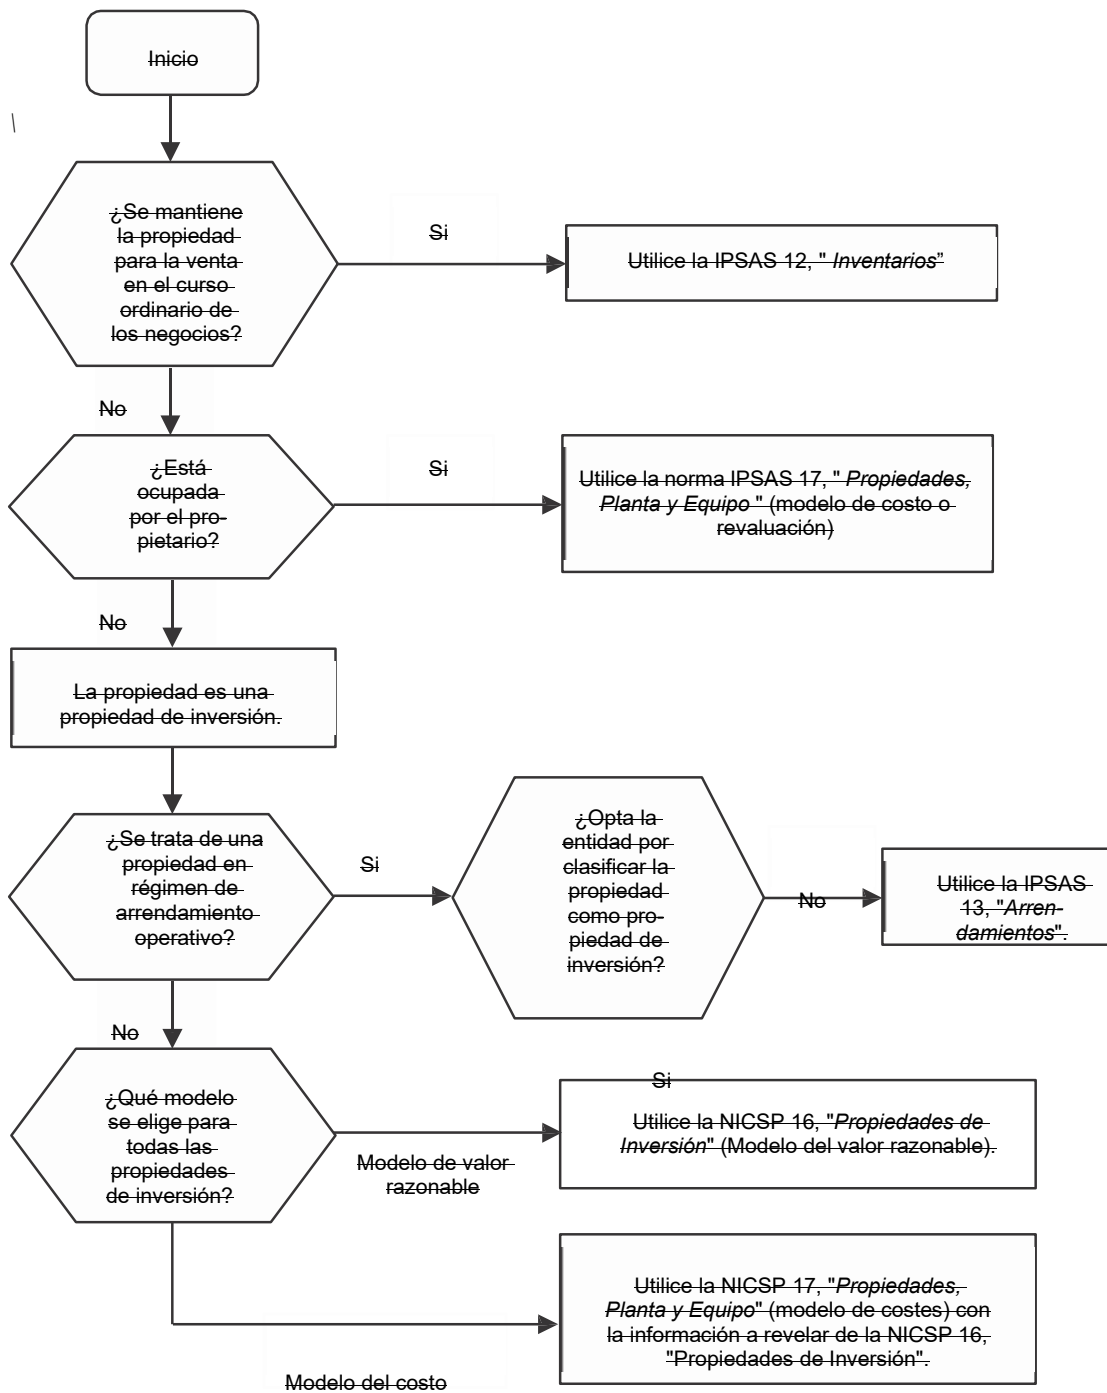 Inicio
¿Se mantiene
la propiedad
para la venta
en el curso
ordinario de
los negocios?
Si
Utilice la IPSAS 12, " Inventarios”
No
¿Está
ocupada
por el pro-
pietario?
Si
Utilice la norma IPSAS 17, " Propiedades,
Planta y Equipo " (modelo de costo o
revaluación)
No
La propiedad es una
propiedad de inversión.
¿Se trata de una
propiedad en
régimen de
arrendamiento
operativo?
Si
¿Opta la
entidad por
clasificar la
propiedad
como pro-
piedad de
inversión?
No
Utilice la IPSAS
13, "Arren-
damientos".
No
¿Qué modelo
se elige para
todas las
propiedades
de inversión?
Modelo de valor
razonable
Si
Utilice la NICSP 16, "Propiedades de
Inversión" (Modelo del valor razonable).
Utilice la NICSP 17, "Propiedades,
Planta y Equipo" (modelo de costes) con
la información a revelar de la NICSP 16,
"Propiedades de Inversión".
Modelo del costo